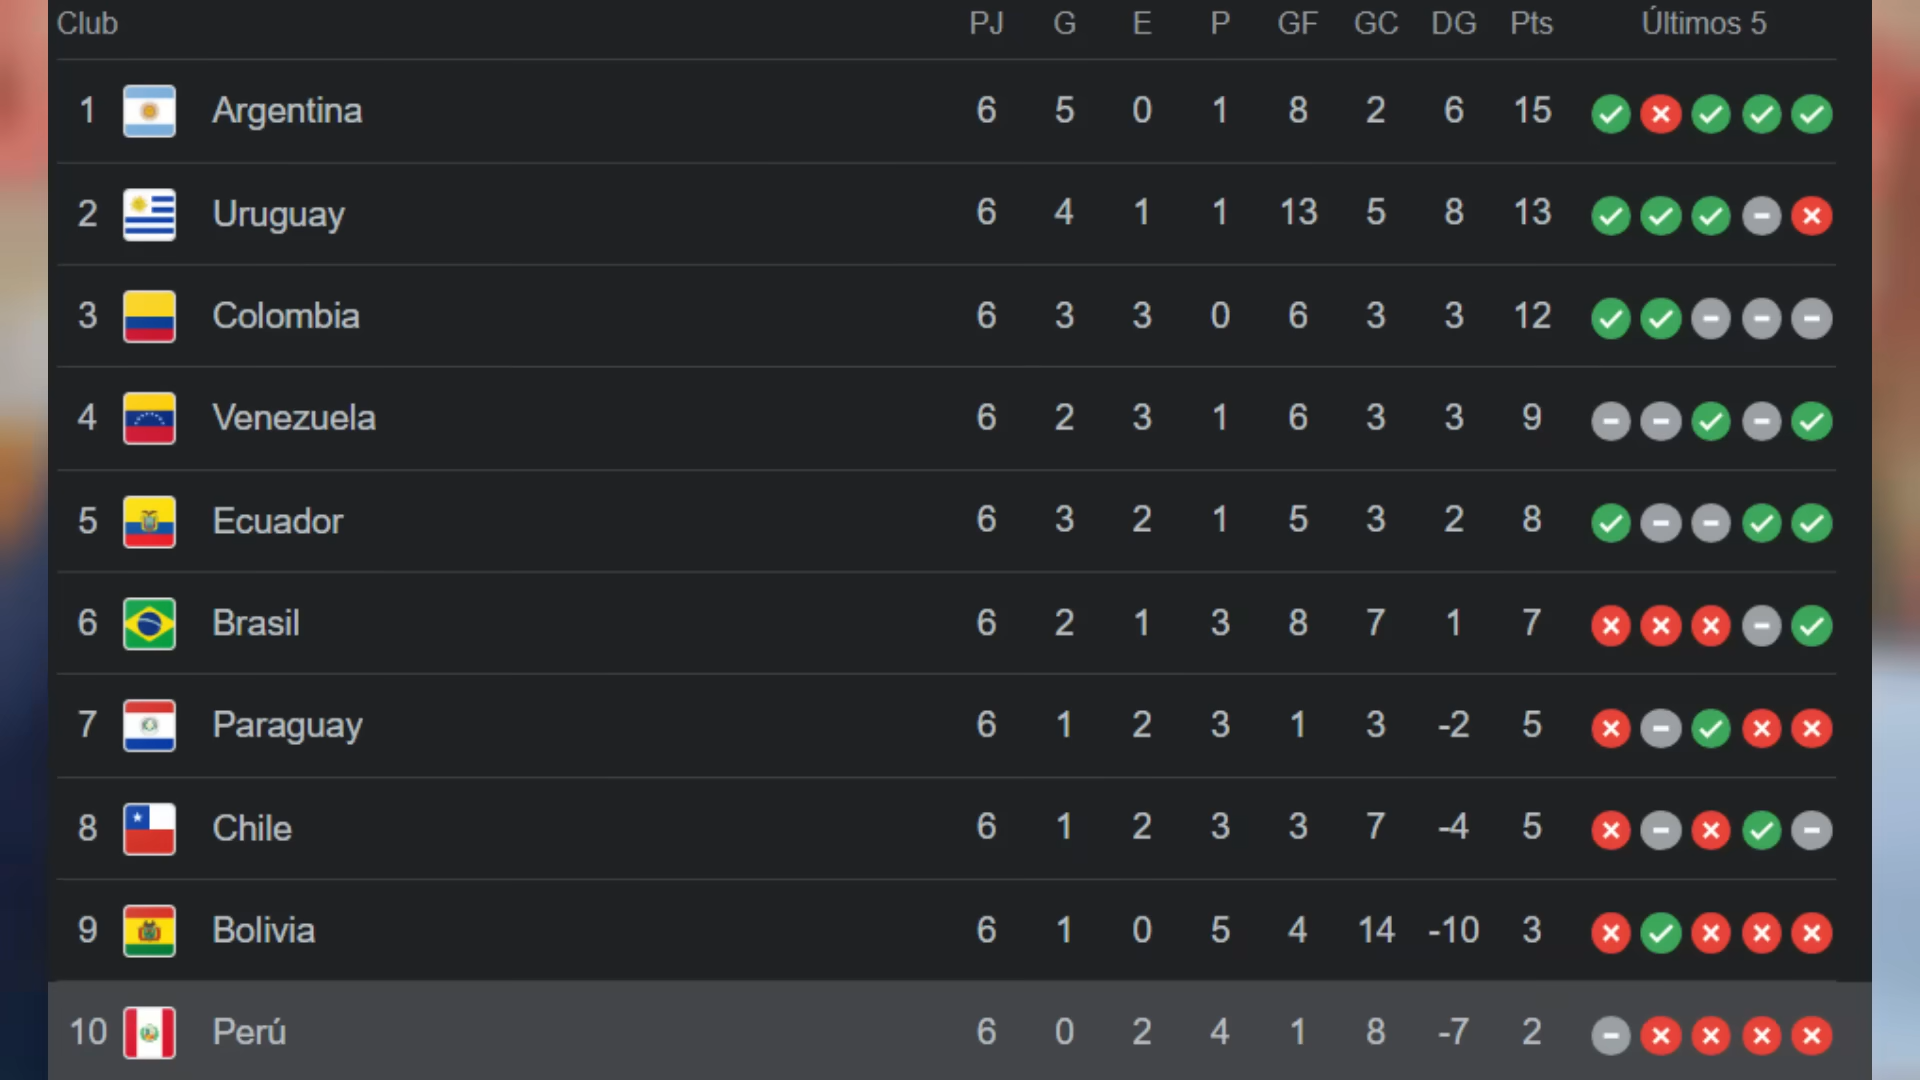 Club PJ G E P GF GC DG Pts Últimos 5
1 Argentina 6 5 0 1 8 2 6 15
2 Uruguay 6 4 1 1 13 5 8 13
3 Colombia 6 3 3 0 6 3 3 12
4 Venezuela 6 2 3 1 6 3 3 9
5 Ecuador 6 3 2 1 5 3 2 8
6 Brasil 6 2 1 3 8 7 1 7
7 Paraguay 6 1 2 3 1 3 -2 5
8 Chile 6 1 2 3 3 7 -4 5
9 Bolivia 6 1 0 5 4 14 -10 3
10 Perú 6 0 2 4 1 8 -7 2